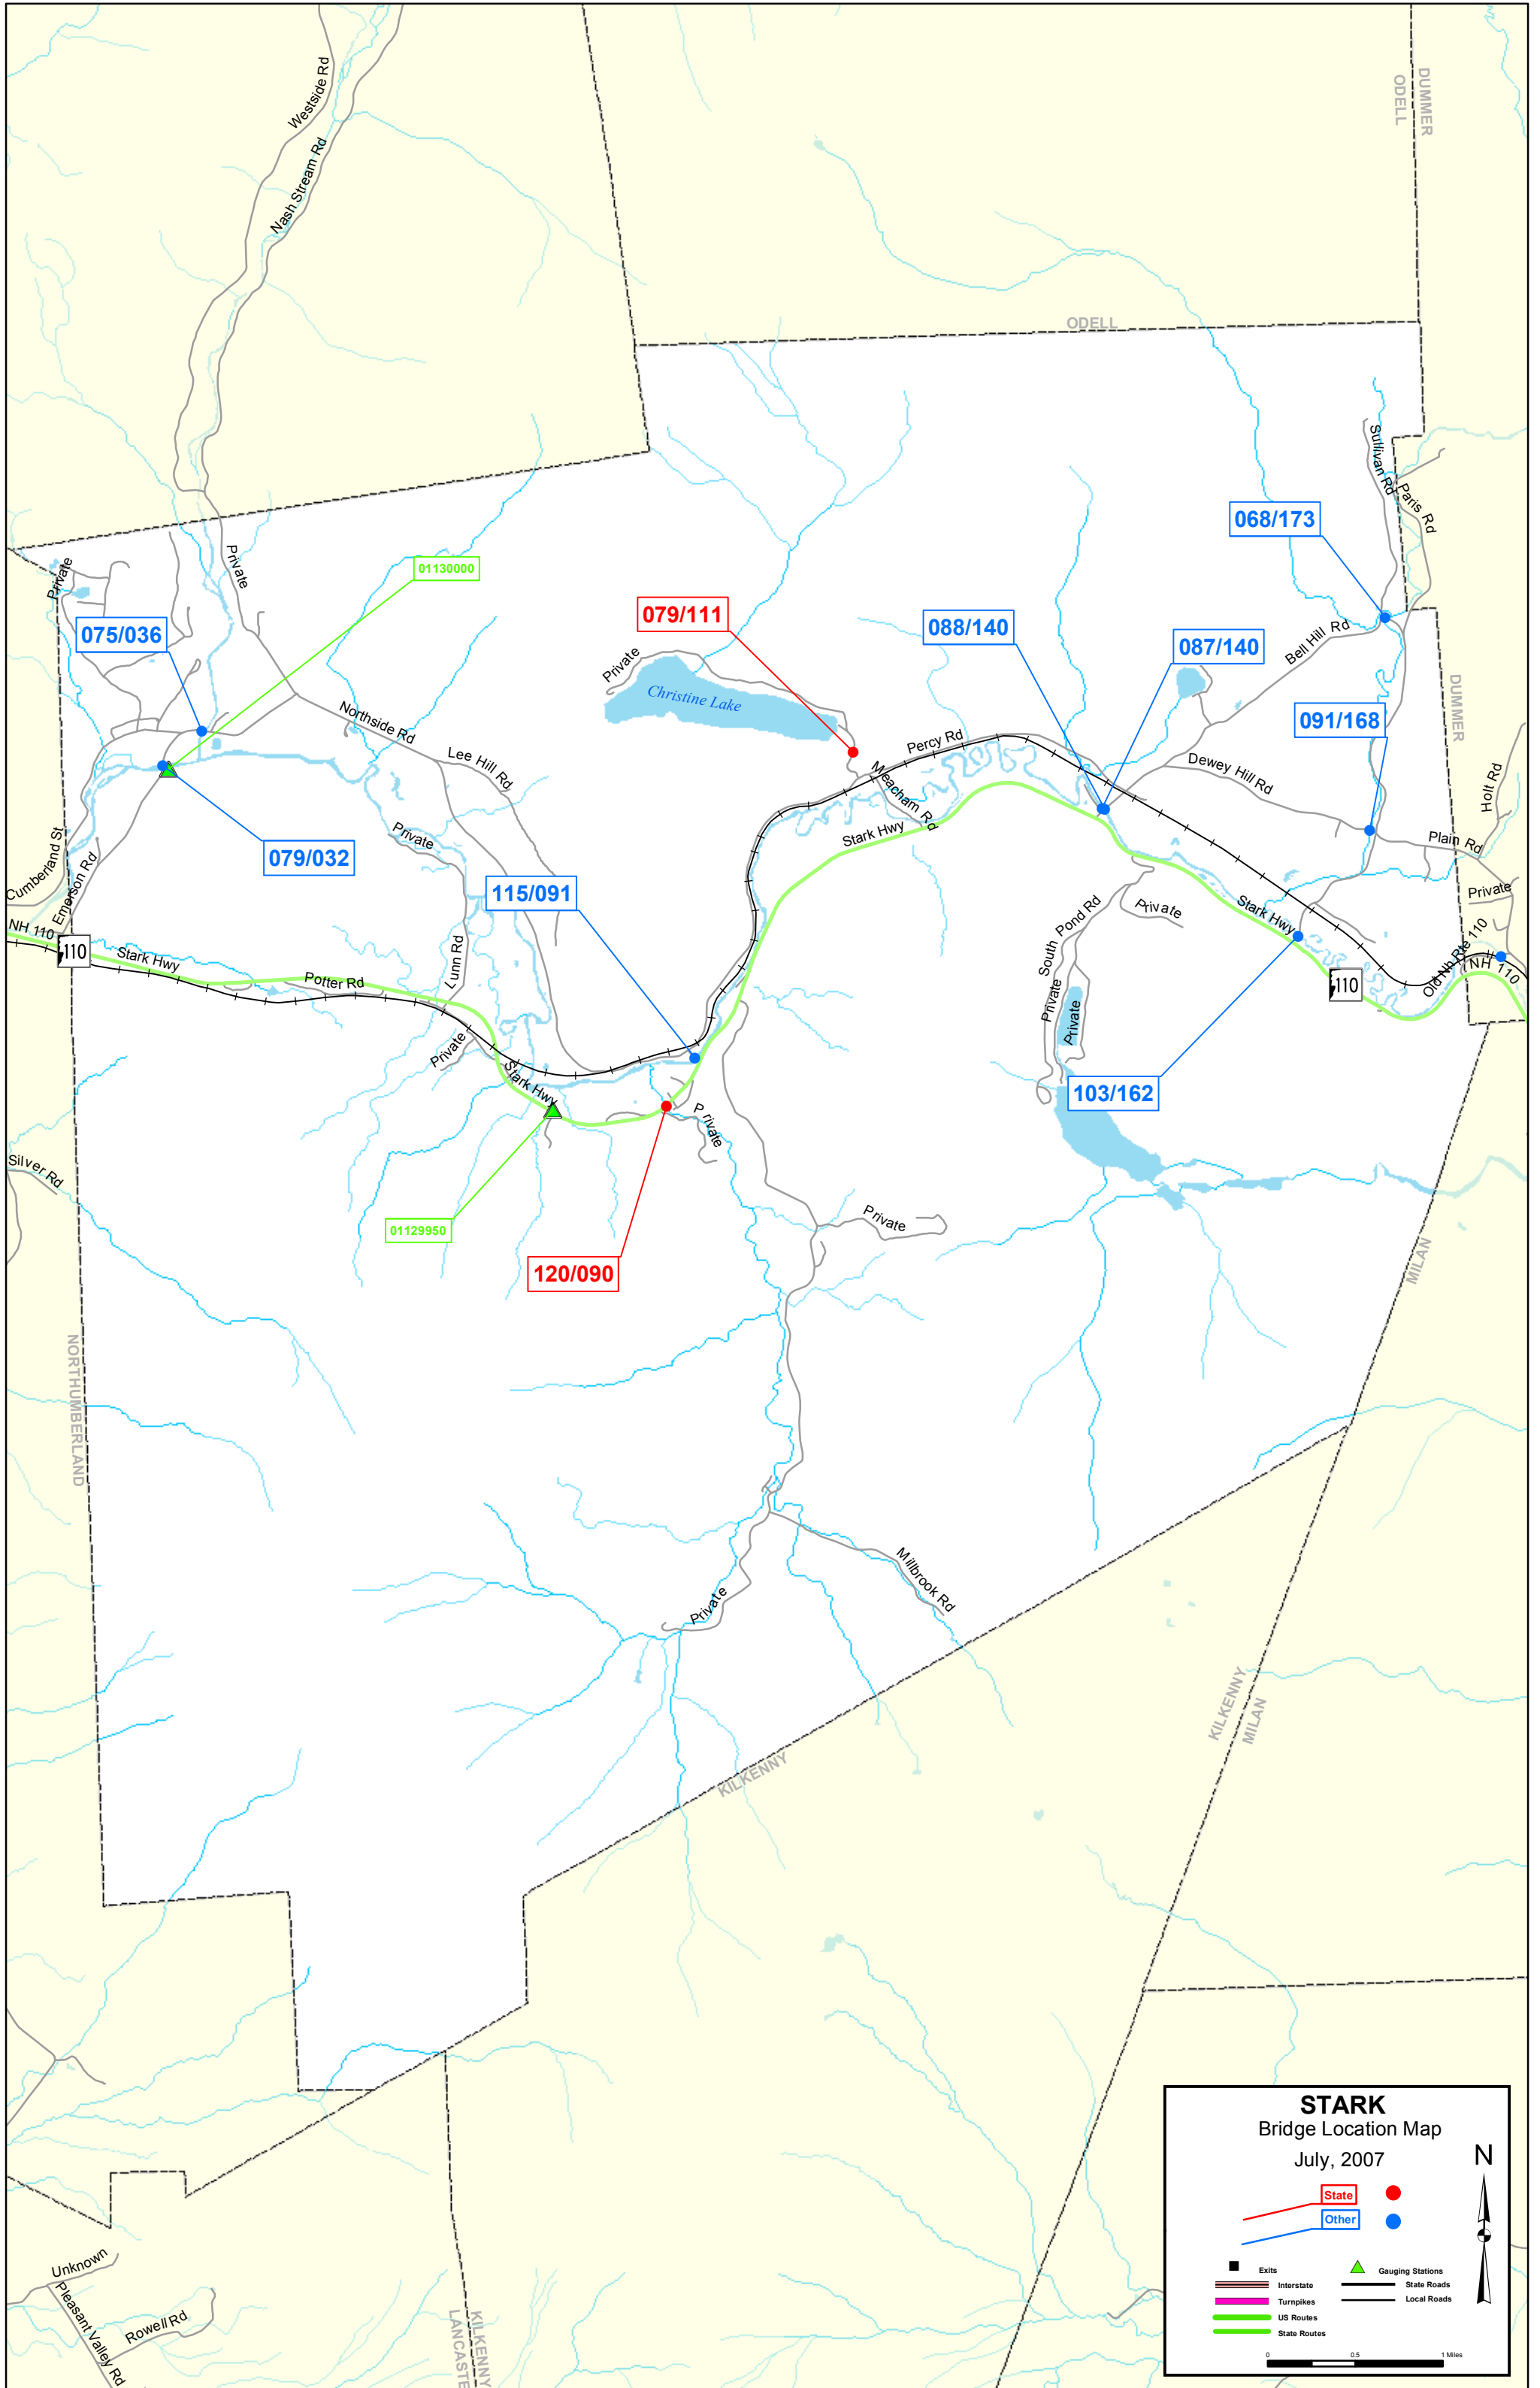 Westside Rd
Nash Stream Rd
DUMMER
ODELL
ODELL
Sullivan Rd
Paris Rd
068/173
Private
Private
01130000
075/036
079/111
088/140
087/140
Bell Hill Rd
Private
Christine Lake
091/168
DUMMER
Northside Rd
Lee Hill Rd
Percy Rd
Meacham Rd
Dewey Hill Rd
Holt Rd
Stark Hwy
Plain Rd
Private
079/032
Cumberland St
Emerson Rd
115/091
Private
Private
South Pond Rd
Stark Hwy
NH 110
110
Stark Hwy
Potter Rd
Lunn Rd
Old Nh Rte 110
NH 110
110
Private
Private
Private
Stark Hwy
103/162
Private
Silver Rd
Private
01129950
120/090
MILAN
NORTHUMBERLAND
Millbrook Rd
Private
KILKENNY
MILAN
KILKENNY
STARK
Bridge Location Map
July, 2007
N
State
Other
Exits
Gauging Stations
Interstate
State Roads
Turnpikes
Local Roads
US Routes
State Routes
0 0.5 1 Miles
Unknown
Pleasant Valley Rd
Rowell Rd
KILKENNY
LANCASTE